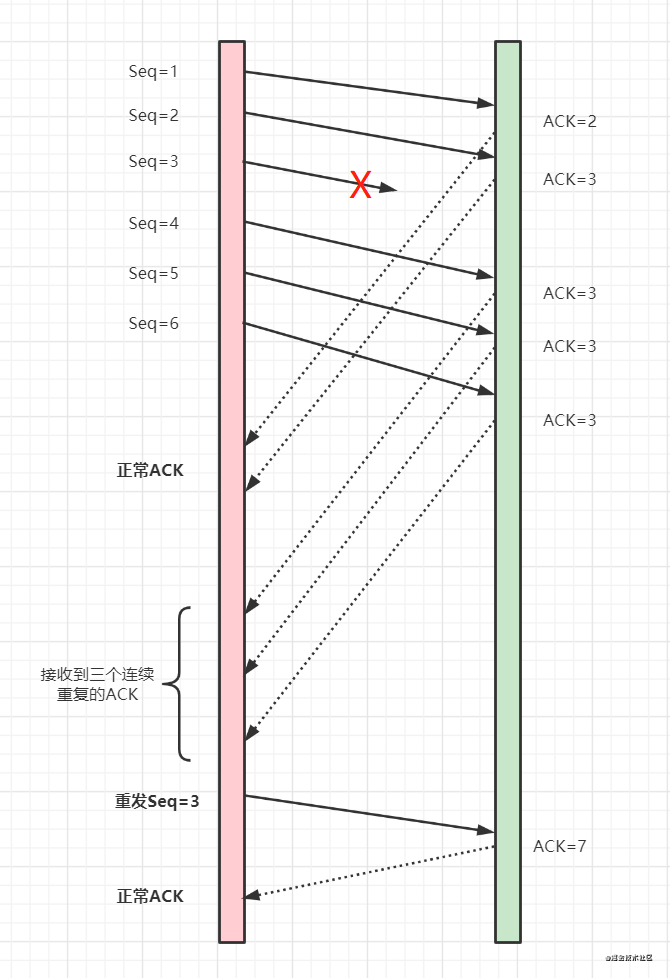 Seq=1
ACK=2
Seq=2
Seq=3
X
ACK=3
Seq=4
Seq=5
ACK=3
Seq=6
ACK=3
ACK=3
正常ACK
接收到三个连续
重复的ACK
重发Seq=3
ACK=7
正常ACK
@掘金技术社区